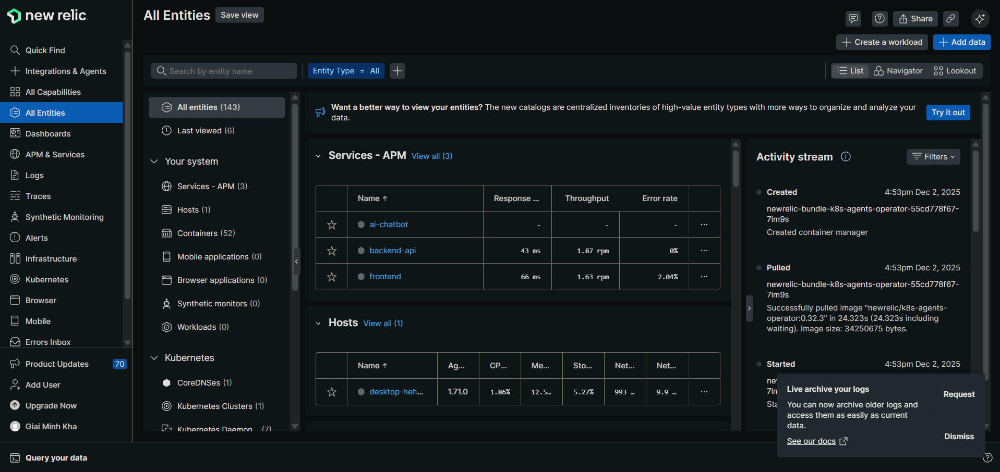 new relic
Quick Find
Integrations & Agents
All Capabilities
All Entities
Dashboards
APM & Services
Logs
Traces
Synthetic Monitoring
Alerts
Infrastructure
Kubernetes
Browser
Mobile
Errors Inbox
Product Updates 70
Add User
Upgrade Now
Giai Minh Kha
Query your data
All Entities Save view
Share
Create a workload Add data
Search by entity name Entity Type = All
List Navigator Lookout
All entities (143)
Last viewed (6)
Your system
Services - APM (3)
Hosts (1)
Containers (52)
Mobile applications (0)
Browser applications (0)
Synthetic monitors (0)
Workloads (0)
Kubernetes
CoreDNSes (1)
Kubernetes Clusters (1)
Kubernetes Daemon... (7)
Want a better way to view your entities? The new catalogs are centralized inventories of high-value entity types with more ways to organize and analyze your
data.
Try it out
Services - APM View all (3)
Name ↑ Response ... Throughput Error rate
ai-chatbot - - - ...
backend-api 43 ms 1.87 rpm 0% ...
frontend 66 ms 1.63 rpm 2.04% ...
Hosts View all (1)
Name ↑ Ag... CP... Me... Sto... Net... Net...
desktop-heh... 1.71.0 1.86% 12.5... 5.27% 993 ... 9.9 ... ...
Activity stream Filters
Created 4:53pm Dec 2, 2025
newrelic-bundle-k8s-agents-operator-55cd778f67-
7lm9s
Created container manager
Pulled 4:53pm Dec 2, 2025
newrelic-bundle-k8s-agents-operator-55cd778f67-
7lm9s
Successfully pulled image "newrelic/k8s-agents-
operator:0.32.3" in 24.323s (24.323s including
waiting). Image size: 34250675 bytes.
Started 4:53pm Dec 2, 2025
ne
7lm
Sta
Live archive your logs
You can now archive older logs and
access them as easily as current
data.
See our docs
Request
Dismiss